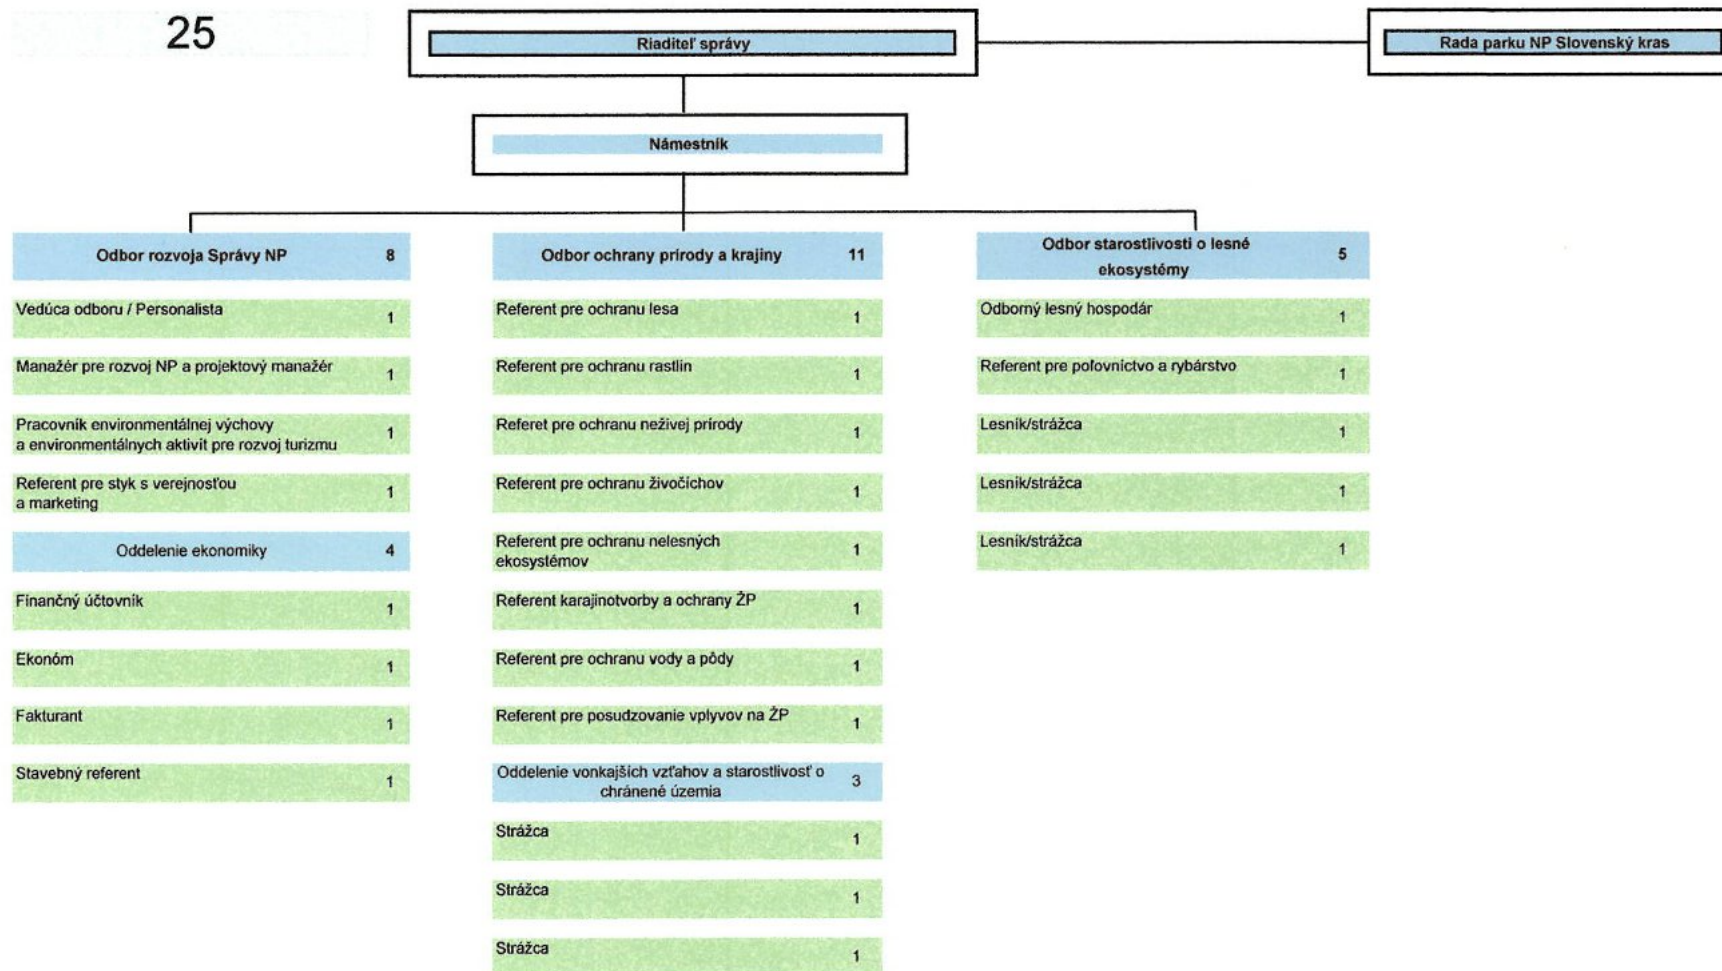 25
Riaditeľ správy
Rada parku NP Slovenský kras
Námestník
Odbor rozvoja Správy NP 8
Vedúca odboru / Personalista 1
Manažér pre rozvoj NP a projektový manažér 1
Pracovník environmentálnej výchovy
a environmentálnych aktivít pre rozvoj turizmu 1
Referent pre styk s verejnosťou
a marketing 1
Oddelenie ekonomiky 4
Finančný účtovník 1
Ekonóm 1
Fakturant 1
Stavebný referent 1
Odbor ochrany prírody a krajiny 11
Referent pre ochranu lesa 1
Referent pre ochranu rastlín 1
Referet pre ochranu neživej prírody 1
Referent pre ochranu živočíchov 1
Referent pre ochranu nelesných
ekosystémov 1
Referent karajinotvorby a ochrany ŽP 1
Referent pre ochranu vody a pôdy 1
Referent pre posudzovanie vplyvov na ŽP 1
Oddelenie vonkajších vzťahov a starostlivosť o
chránené územia 3
Strážca 1
Strážca 1
Strážca 1
Odbor starostlivosti o lesné
ekosystémy 5
Odborný lesný hospodár 1
Referent pre poľovníctvo a rybárstvo 1
Lesník/strážca 1
Lesník/strážca 1
Lesník/strážca 1